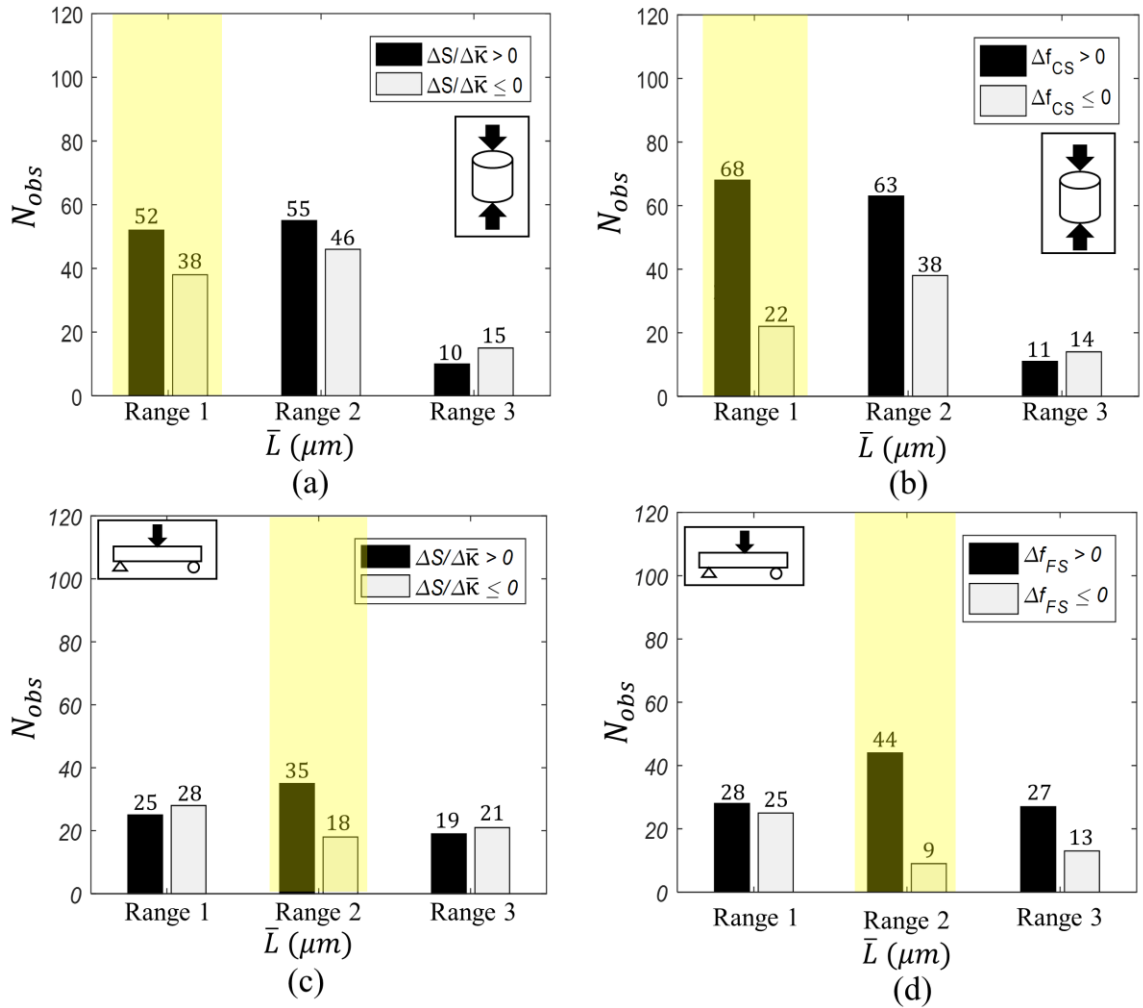 120
100
80
60
40
20
0
N_obs
ΔS/Δκ̄ > 0
ΔS/Δκ̄ ≤ 0
52
38
55
46
10
15
Range 1 Range 2 Range 3
L̄ (μm)
(a)
120
100
80
60
40
20
0
N_obs
Δf_CS > 0
Δf_CS ≤ 0
68
22
63
38
11
14
Range 1 Range 2 Range 3
L̄ (μm)
(b)
120
100
80
60
40
20
0
N_obs
ΔS/Δκ̄ > 0
ΔS/Δκ̄ ≤ 0
25
28
35
18
19
21
Range 1 Range 2 Range 3
L̄ (μm)
(c)
120
100
80
60
40
20
0
N_obs
Δf_FS > 0
Δf_FS ≤ 0
28
25
44
9
27
13
Range 1 Range 2 Range 3
L̄ (μm)
(d)